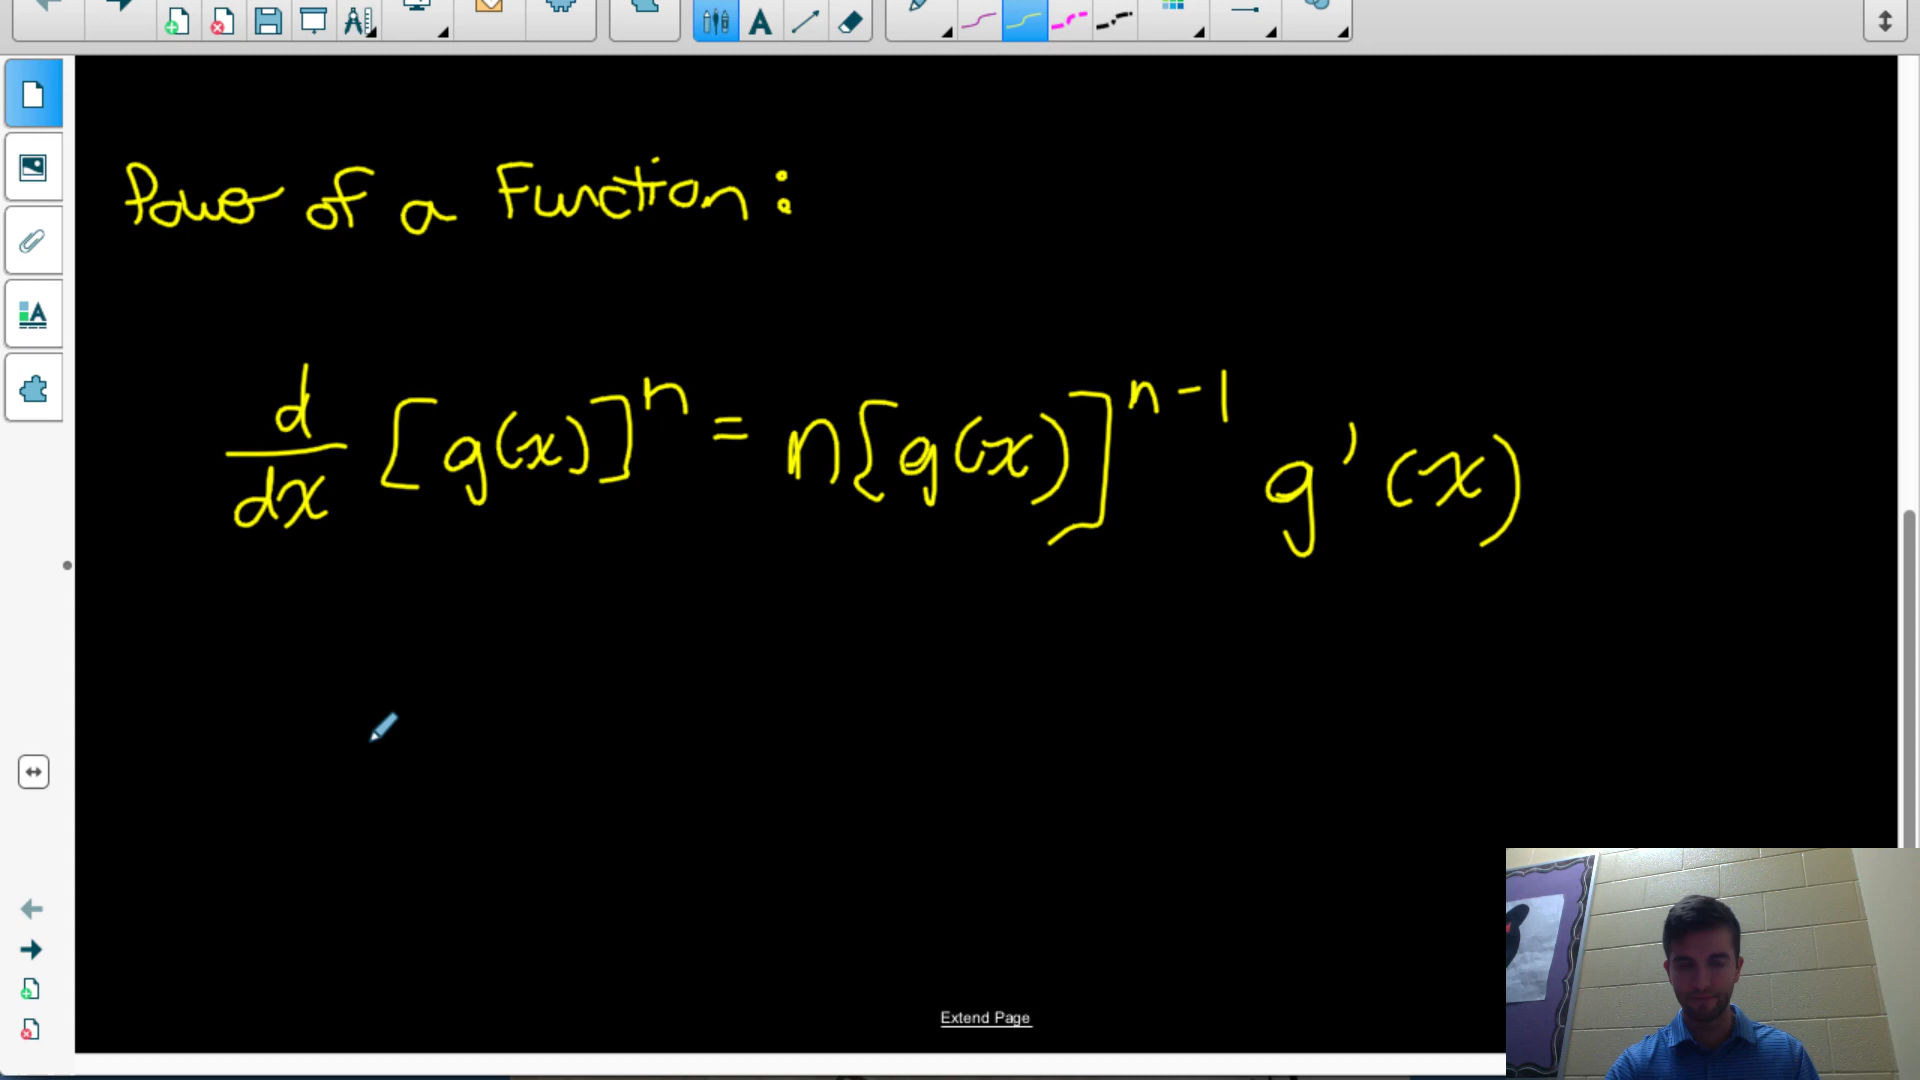 Power of a Function:
d/dx [g(x)]^n = n[g(x)]^{n-1} g'(x)
Extend Page